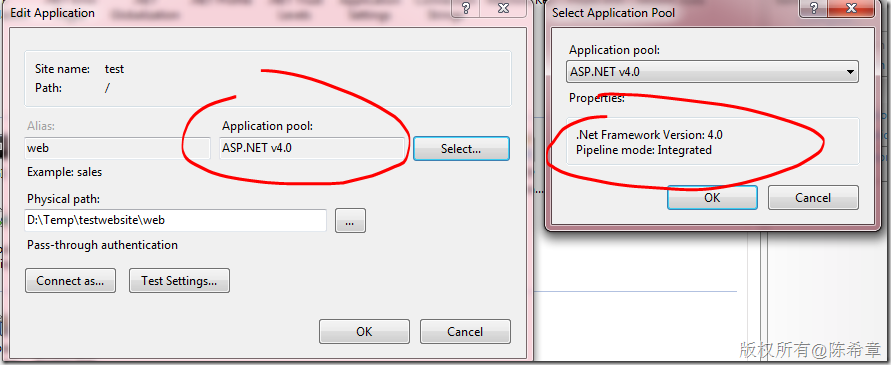 Edit Application
Site name: test
Path: /
Alias:
web
Application pool:
ASP.NET v4.0
Select...
Example: sales
Physical path:
D:\Temp\testwebsite\web
...
Pass-through authentication
Connect as...
Test Settings...
OK
Cancel
Select Application Pool
Application pool:
ASP.NET v4.0
Properties:
.Net Framework Version: 4.0
Pipeline mode: Integrated
OK
Cancel
版权所有@陈希章